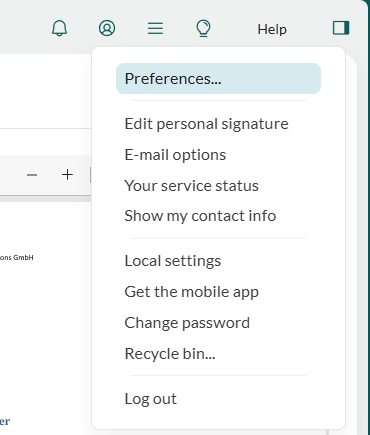 Help
Preferences...
Edit personal signature
E-mail options
Your service status
Show my contact info
ons GmbH
Local settings
Get the mobile app
Change password
Recycle bin...
Log out
er